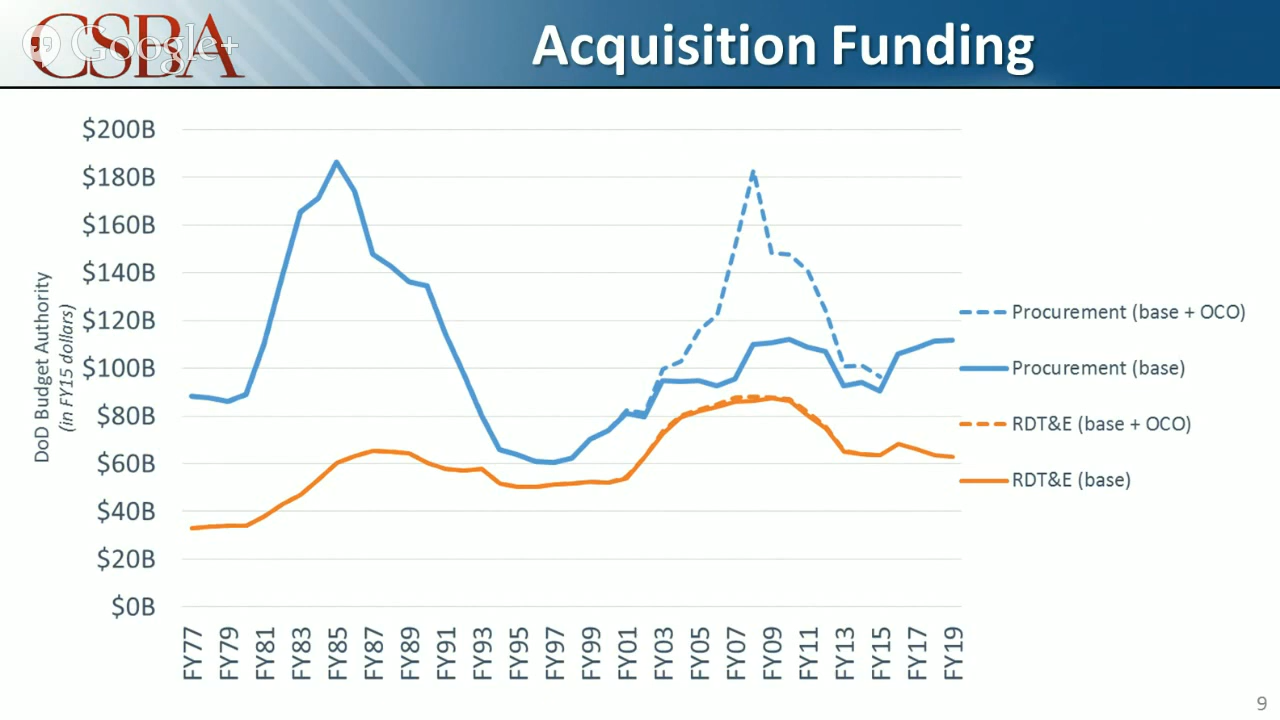 CSBA
Google+
Acquisition Funding
$200B
$180B
$160B
$140B
$120B
$100B
$80B
$60B
$40B
$20B
$0B
DoD Budget Authority
(in FY15 dollars)
FY77
FY79
FY81
FY83
FY85
FY87
FY89
FY91
FY93
FY95
FY97
FY99
FY01
FY03
FY05
FY07
FY09
FY11
FY13
FY15
FY17
FY19
Procurement (base + OCO)
Procurement (base)
RDT&E (base + OCO)
RDT&E (base)
9